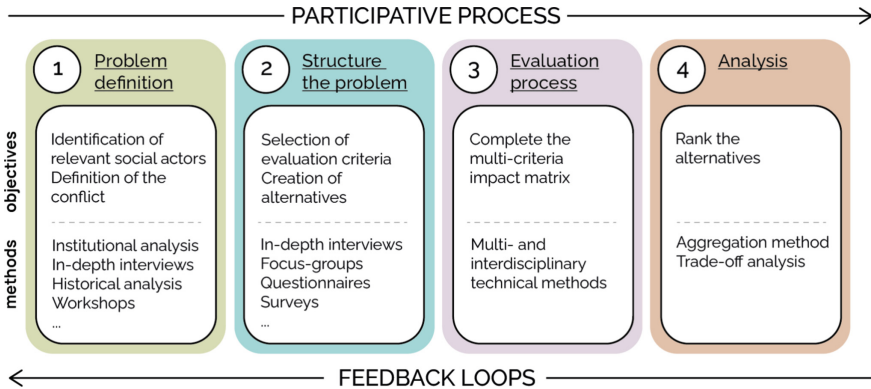 PARTICIPATIVE PROCESS
1
Problem
definition
2
Structure
the problem
3
Evaluation
process
4
Analysis
objectives
Identification of
relevant social actors
Definition of the
conflict
Selection of
evaluation criteria
Creation of
alternatives
Complete the
multi-criteria
impact matrix
Rank the
alternatives
methods
Institutional analysis
In-depth interviews
Historical analysis
Workshops
...
In-depth interviews
Focus-groups
Questionnaires
Surveys
...
Multi- and
interdisciplinary
technical methods
Aggregation method
Trade-off analysis
FEEDBACK LOOPS